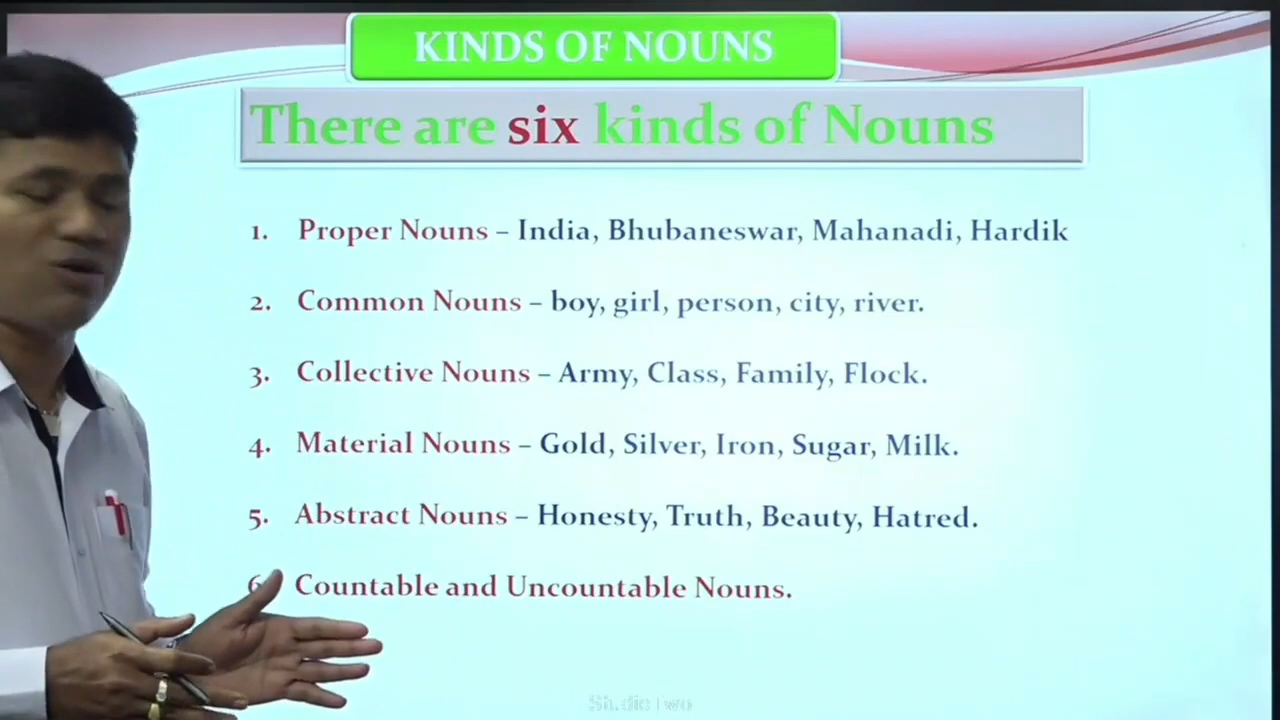 KINDS OF NOUNS
There are six kinds of Nouns
1. Proper Nouns – India, Bhubaneswar, Mahanadi, Hardik
2. Common Nouns – boy, girl, person, city, river.
3. Collective Nouns – Army, Class, Family, Flock.
4. Material Nouns – Gold, Silver, Iron, Sugar, Milk.
5. Abstract Nouns – Honesty, Truth, Beauty, Hatred.
6. Countable and Uncountable Nouns.